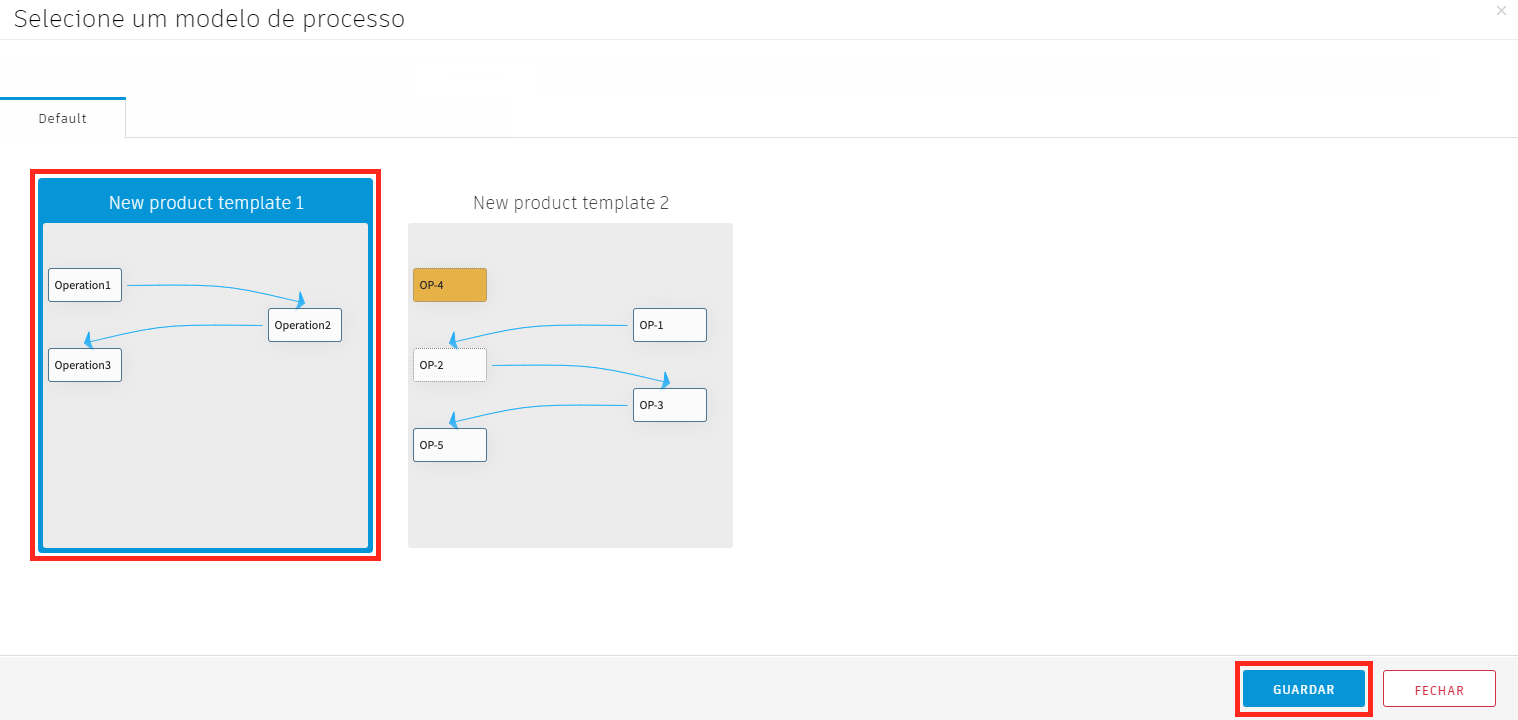 Selecione um modelo de processo
×
Default
New product template 1
Operation1
Operation2
Operation3
New product template 2
OP-4
OP-1
OP-2
OP-3
OP-5
GUARDAR
FECHAR